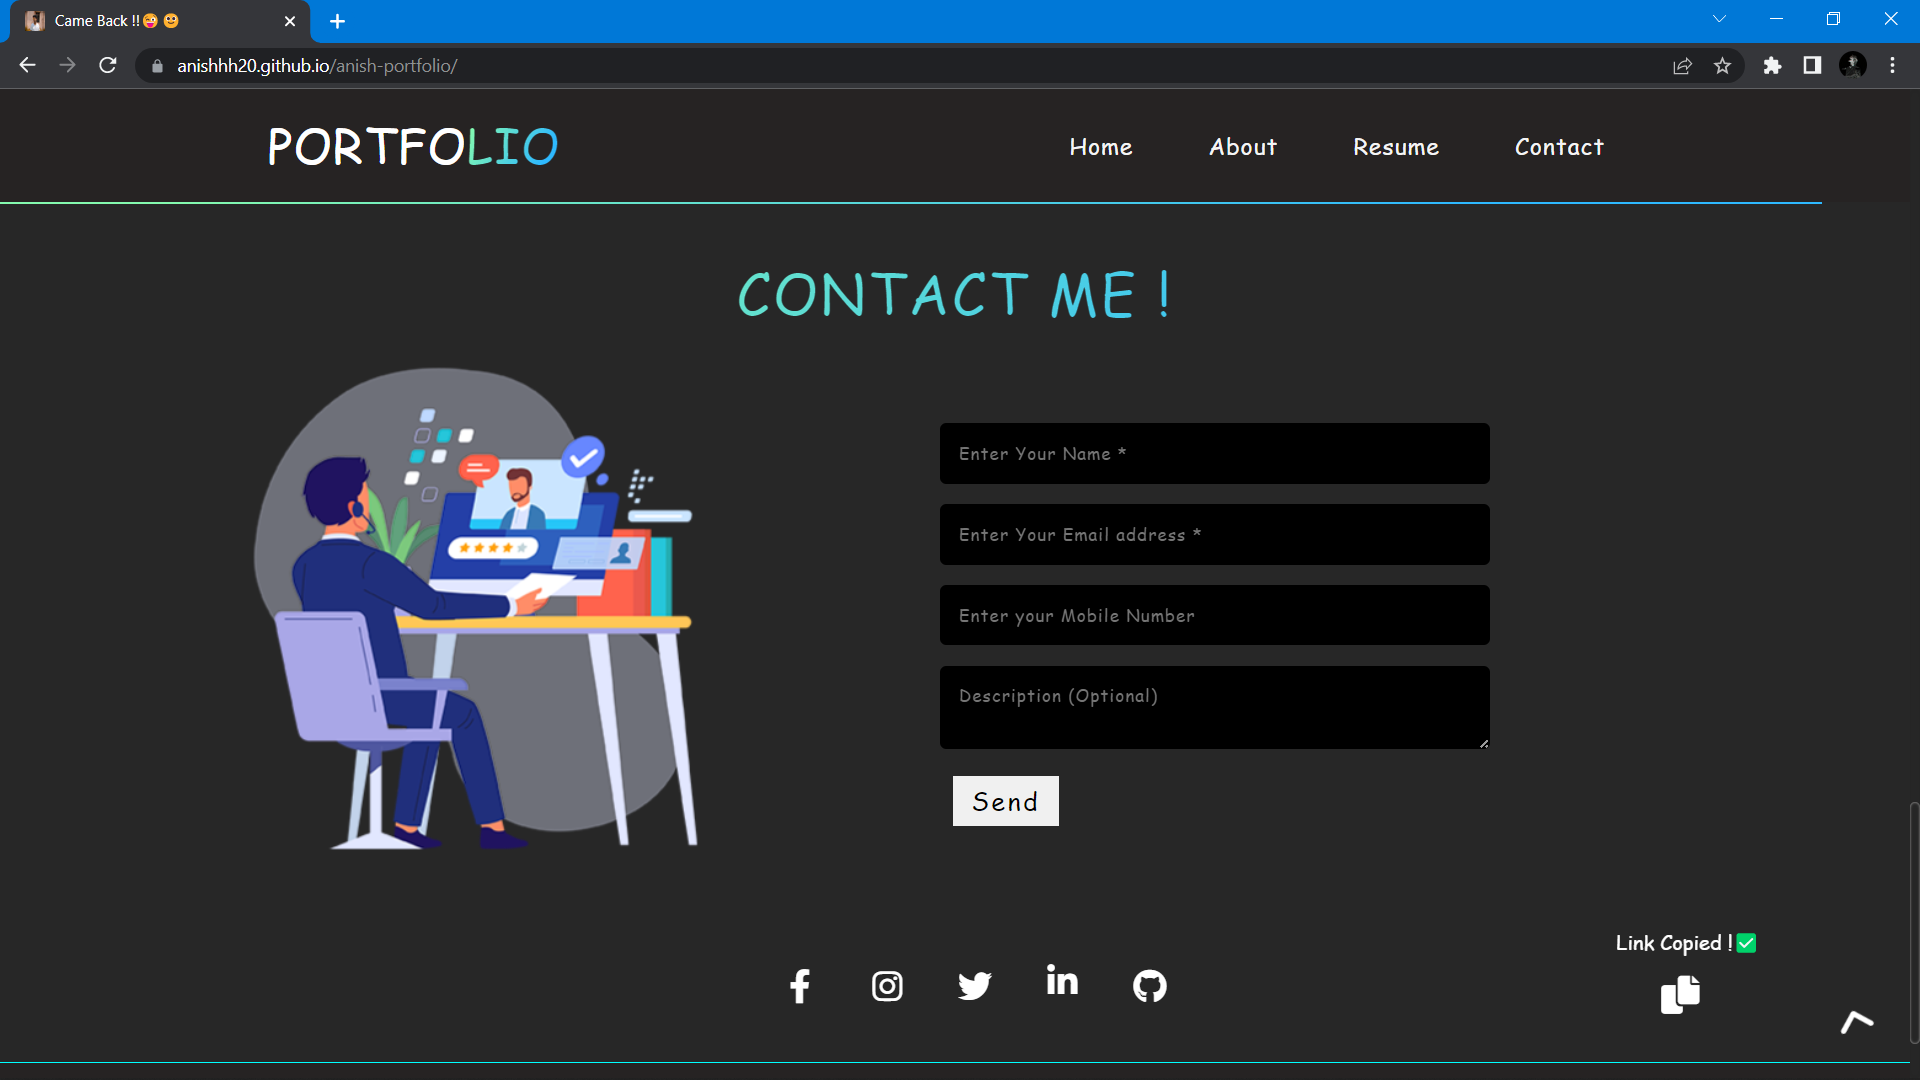 Came Back !!😜🙂
anishhh20.github.io/anish-portfolio/
PORTFOLIO
Home About Resume Contact
CONTACT ME !
Enter Your Name *
Enter Your Email address *
Enter your Mobile Number
Description (Optional)
Send
Link Copied !✅